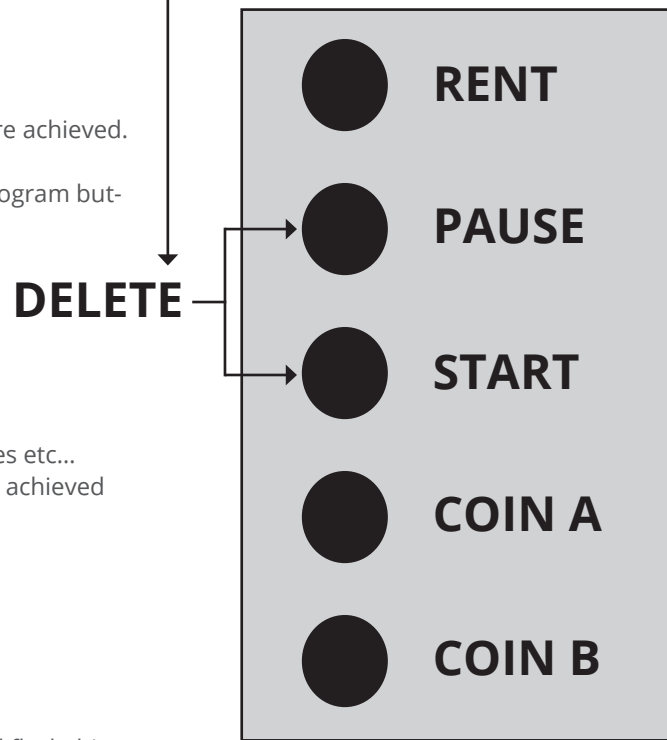 re achieved.
ogram but-
DELETE
es etc...
achieved
RENT
PAUSE
START
COIN A
COIN B